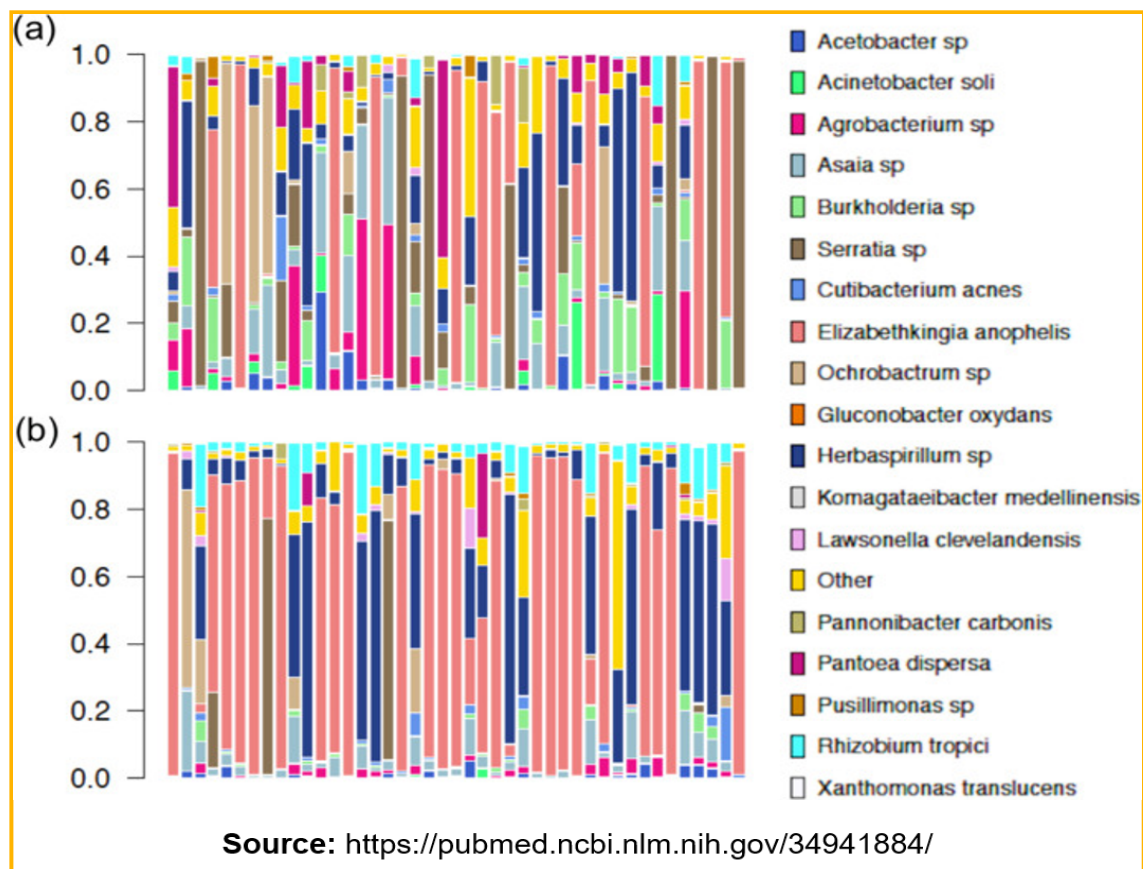 (a)
1.0
0.8
0.6
0.4
0.2
0.0
(b)
1.0
0.8
0.6
0.4
0.2
0.0
Acetobacter sp
Acinetobacter soli
Agrobacterium sp
Asaia sp
Burkholderia sp
Serratia sp
Cutibacterium acnes
Elizabethkingia anophelis
Ochrobactrum sp
Gluconobacter oxydans
Herbaspirillum sp
Komagataeibacter medellinensis
Lawsonella clevelandensis
Other
Pannonibacter carbonis
Pantoea dispersa
Pusillimonas sp
Rhizobium tropici
Xanthomonas translucens
Source: https://pubmed.ncbi.nlm.nih.gov/34941884/